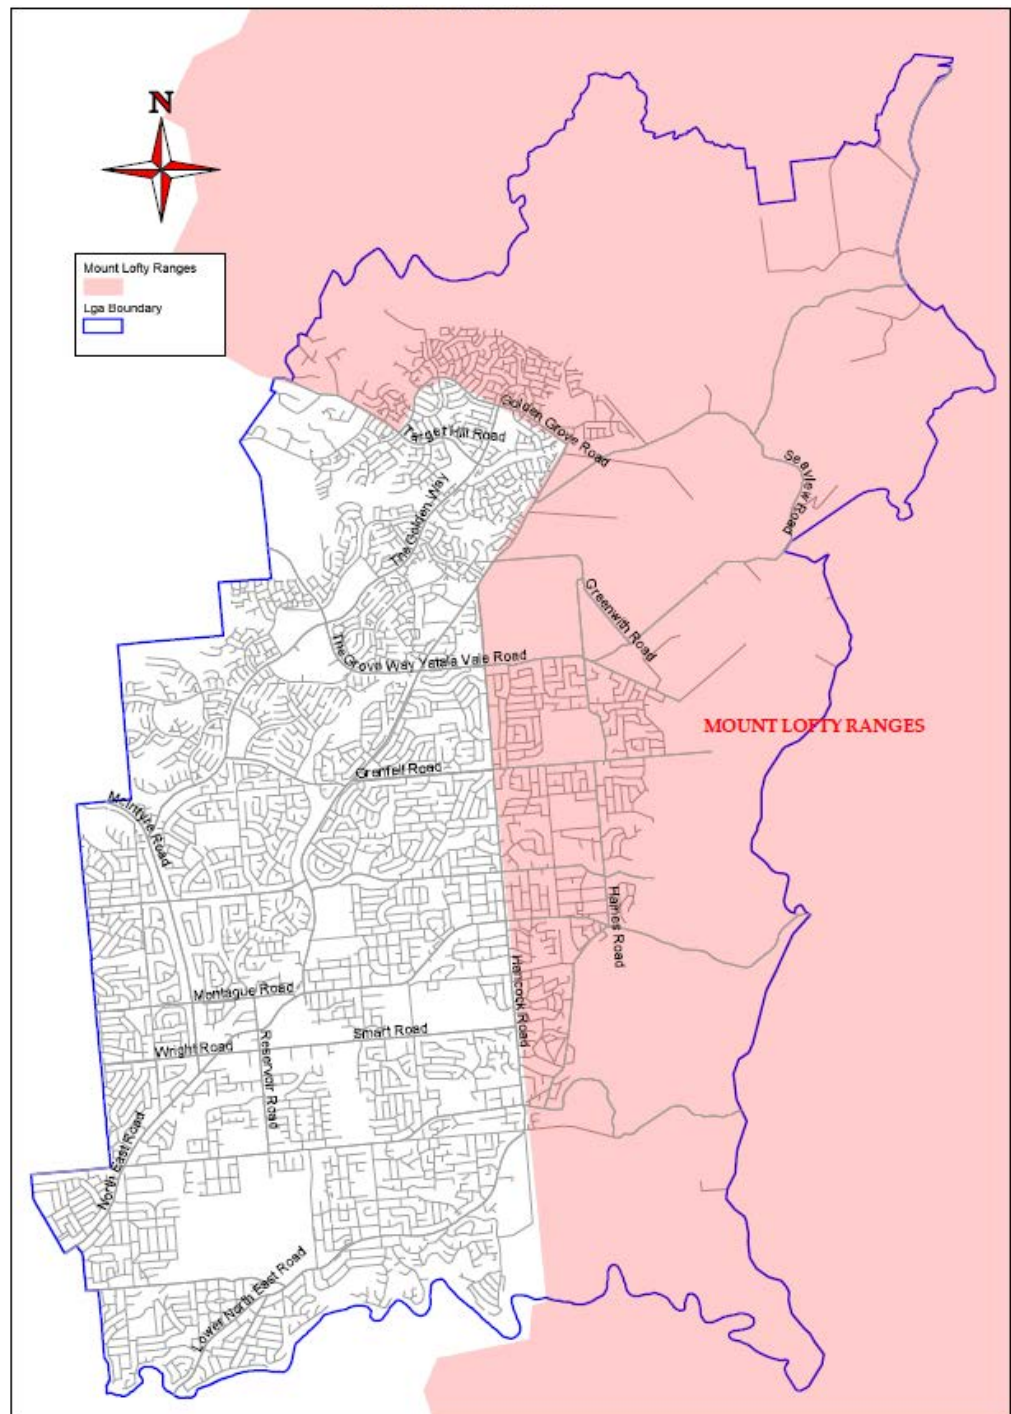 N
Mount Lofty Ranges
Lga Boundary
Golden Grove Road
Target Hill Road
Seaview Road
The Golden Way
Greenwith Road
The Grove Way Yatala Vale Road
MOUNT LOFTY RANGES
Grenfell Road
McIntyre Road
Haines Road
Hancock Road
Montague Road
Smart Road
Wright Road
Reservoir Road
North East Road
Lower North East Road